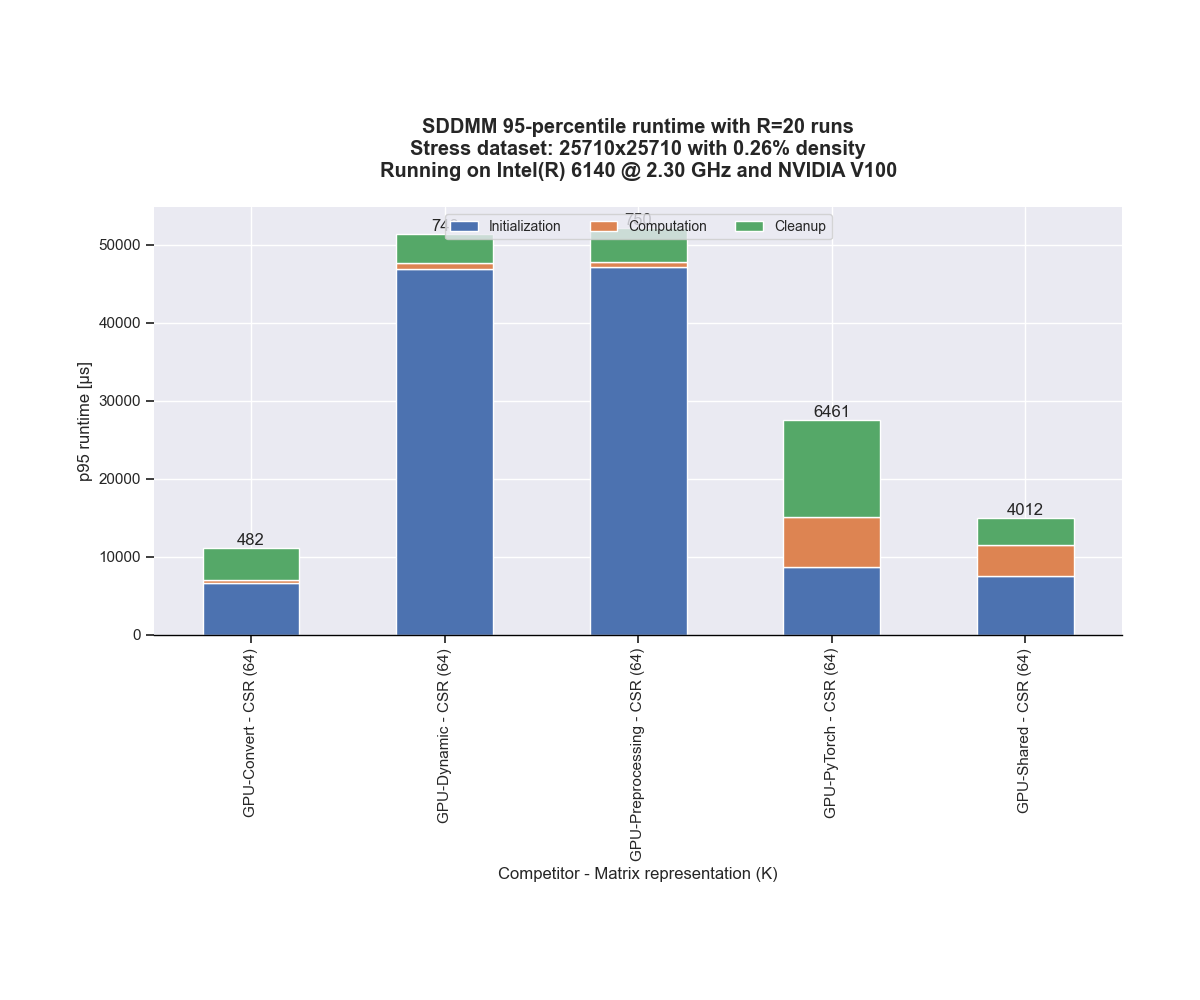 SDDMM 95-percentile runtime with R=20 runs
Stress dataset: 25710x25710 with 0.26% density
Running on Intel(R) 6140 @ 2.30 GHz and NVIDIA V100
Initialization Computation Cleanup
50000
40000
30000
20000
10000
0
p95 runtime [µs]
482
750
6461
4012
GPU-Convert - CSR (64)
GPU-Dynamic - CSR (64)
GPU-Preprocessing - CSR (64)
GPU-PyTorch - CSR (64)
GPU-Shared - CSR (64)
Competitor - Matrix representation (K)